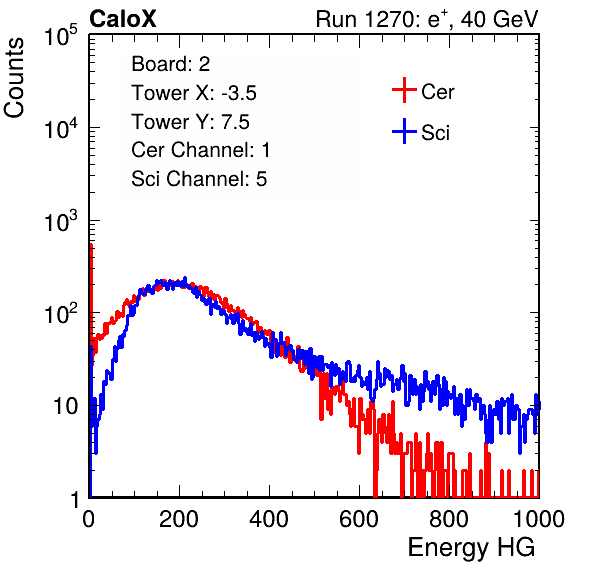 CaloX Run 1270: e⁺, 40 GeV
Counts
10⁵
10⁴
10³
10²
10
1
Board: 2
Tower X: -3.5
Tower Y: 7.5
Cer Channel: 1
Sci Channel: 5
Cer
Sci
0 200 400 600 800 1000
Energy HG